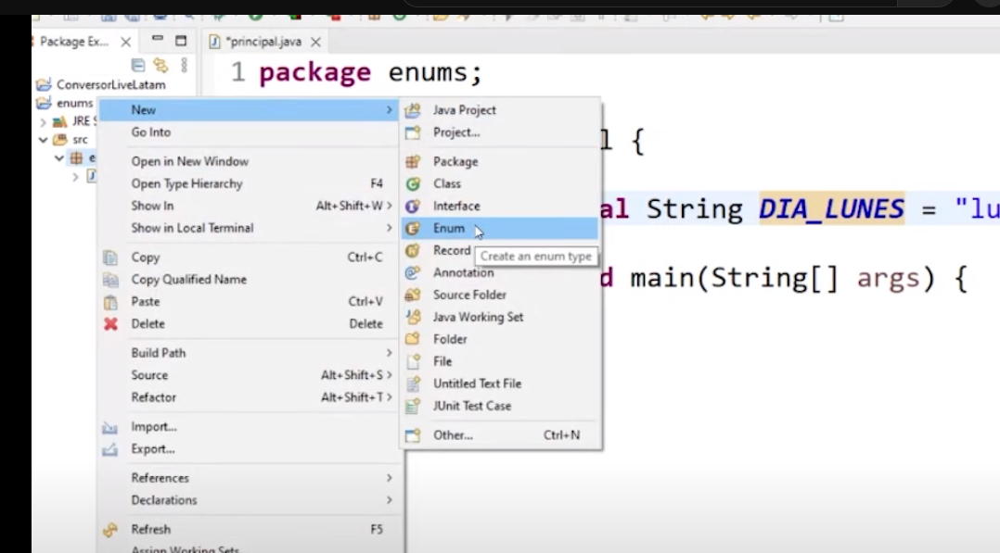 Package Ex...
*principal.java
ConversorLiveLatam
enums
JRE S
src
e
1 package enums;
l {
al String DIA_LUNES = "lu
d main(String[] args) {
New
Go Into
Open in New Window
Open Type Hierarchy F4
Show In Alt+Shift+W >
Show in Local Terminal >
Copy Ctrl+C
Copy Qualified Name
Paste Ctrl+V
Delete Delete
Build Path >
Source Alt+Shift+S >
Refactor Alt+Shift+T >
Import...
Export...
References >
Declarations >
Refresh F5
Assign Working Sets...
Java Project
Project...
Package
Class
Interface
Enum
Record
Create an enum type
Annotation
Source Folder
Java Working Set
Folder
File
Untitled Text File
JUnit Test Case
Other... Ctrl+N